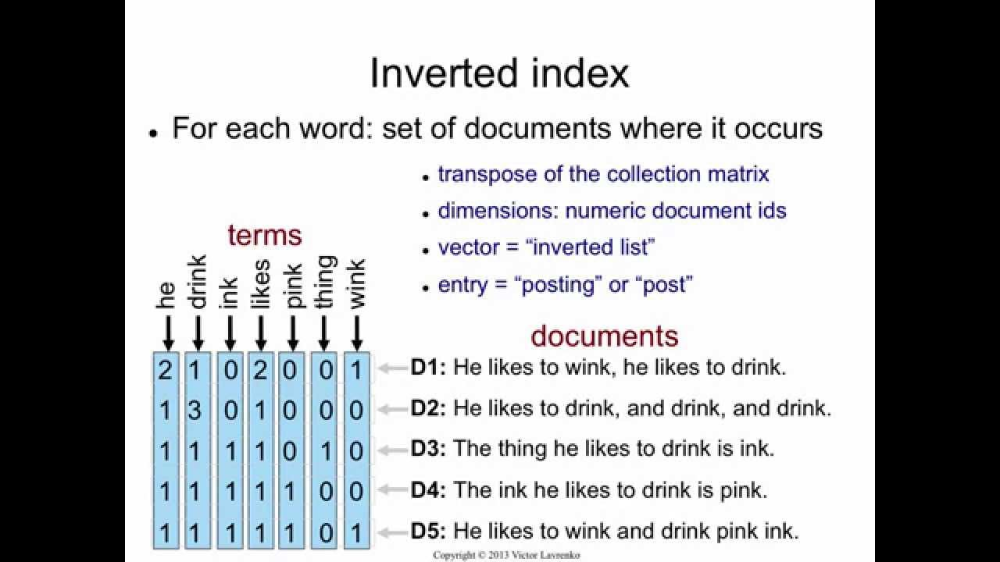 Inverted index
• For each word: set of documents where it occurs
• transpose of the collection matrix
• dimensions: numeric document ids
• vector = “inverted list”
• entry = “posting” or “post”
terms
he drink ink likes pink thing wink
documents
2 1 0 2 0 0 1 D1: He likes to wink, he likes to drink.
1 3 0 1 0 0 0 D2: He likes to drink, and drink, and drink.
1 1 1 1 0 1 0 D3: The thing he likes to drink is ink.
1 1 1 1 1 0 0 D4: The ink he likes to drink is pink.
1 1 1 1 1 0 1 D5: He likes to wink and drink pink ink.
Copyright © 2013 Victor Lavrenko